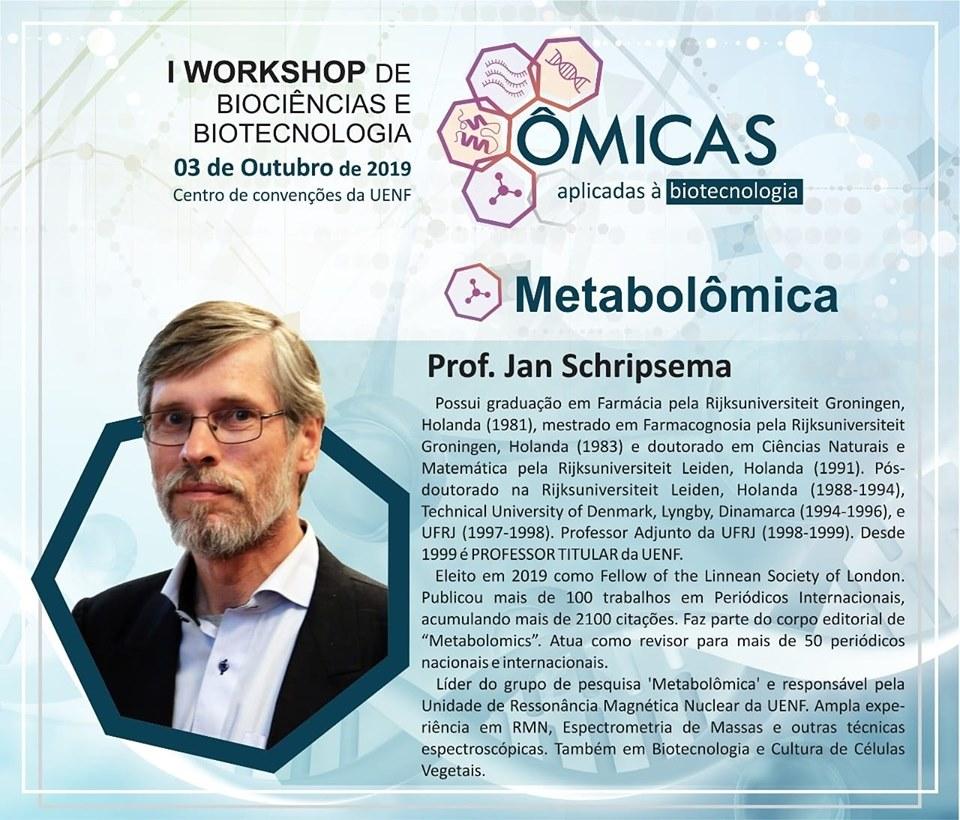 I WORKSHOP DE
BIOCIÊNCIAS E
BIOTECNOLOGIA
03 de Outubro de 2019
Centro de convenções da UENF
ÔMICAS
aplicadas à biotecnologia
Metabolômica
Prof. Jan Schripsema
Possui graduação em Farmácia pela Rijksuniversiteit Groningen,
Holanda (1981), mestrado em Farmacognosia pela Rijksuniversiteit
Groningen, Holanda (1983) e doutorado em Ciências Naturais e
Matemática pela Rijksuniversiteit Leiden, Holanda (1991). Pós-
doutorado na Rijksuniversiteit Leiden, Holanda (1988-1994),
Technical University of Denmark, Lyngby, Dinamarca (1994-1996), e
UFRJ (1997-1998). Professor Adjunto da UFRJ (1998-1999). Desde
1999 é PROFESSOR TITULAR da UENF.
Eleito em 2019 como Fellow of the Linnean Society of London.
Publicou mais de 100 trabalhos em Periódicos Internacionais,
acumulando mais de 2100 citações. Faz parte do corpo editorial de
“Metabolomics”. Atua como revisor para mais de 50 periódicos
nacionais e internacionais.
Líder do grupo de pesquisa 'Metabolômica' e responsável pela
Unidade de Ressonância Magnética Nuclear da UENF. Ampla expe-
riência em RMN, Espectrometria de Massas e outras técnicas
espectroscópicas. Também em Biotecnologia e Cultura de Células
Vegetais.